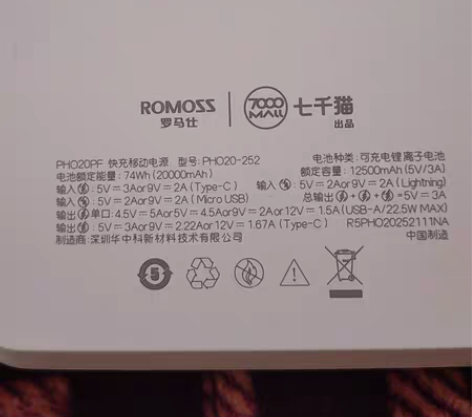 ROMOSS 罗马仕 | 7000 MALL 七千猫 出品
PH020PF 快充移动电源 型号:PH020-252 电池种类:可充电锂离子电池
电池额定能量:74Wh(20000mAh) 额定容量:12500mAh(5V/3A)
输入:5V=3Aor9V=2A(Type-C) 输入:5V=2Aor9V=2A(Lightning)
输入:5V=2Aor9V=2A(Micro USB) 总输出++=5V=3A
输出单口:4.5V=5Aor5V=4.5Aor9V=2Aor12V=1.5A(USB-A/22.5W MAX)
输出:5V=3Aor9V=2.22Aor12V=1.67A(Type-C) R5PH020252111NA
制造商:深圳华中科新材料技术有限公司 中国制造
5